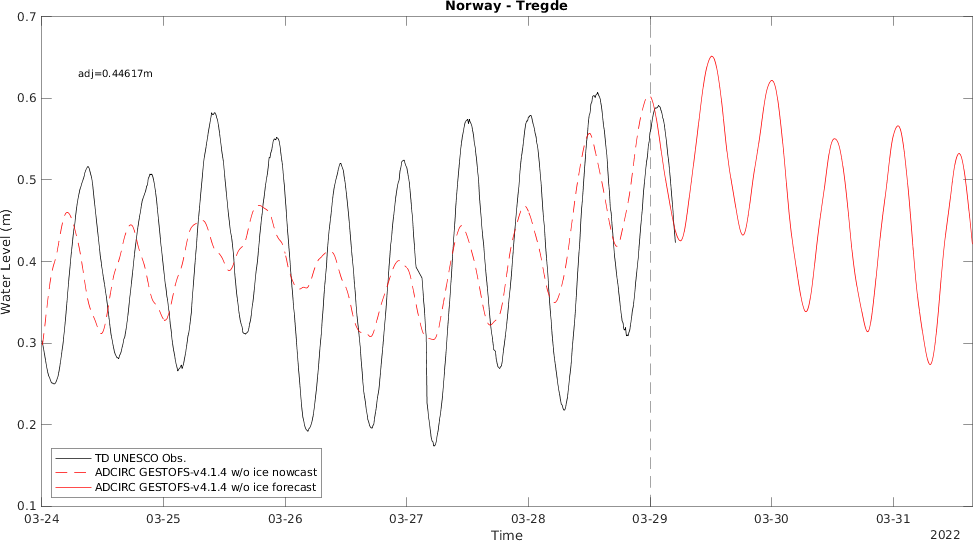 Norway - Tregde
0.7
0.6
0.5
0.4
0.3
0.2
0.1
Water Level (m)
adj=0.44617m
TD UNESCO Obs.
ADCIRC GESTOFS-v4.1.4 w/o ice nowcast
ADCIRC GESTOFS-v4.1.4 w/o ice forecast
03-24 03-25 03-26 03-27 03-28 03-29 03-30 03-31
Time
2022